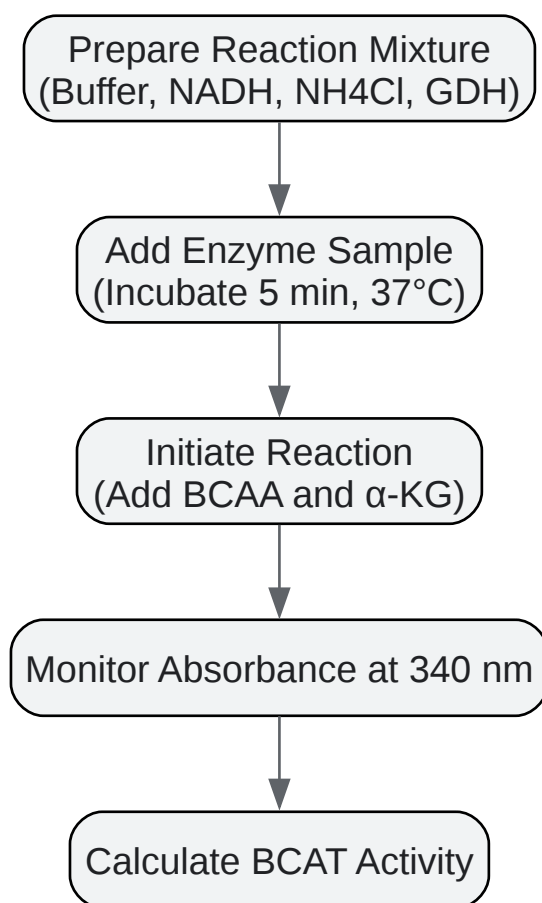 Prepare Reaction Mixture
(Buffer, NADH, NH4Cl, GDH)
Add Enzyme Sample
(Incubate 5 min, 37°C)
Initiate Reaction
(Add BCAA and α-KG)
Monitor Absorbance at 340 nm
Calculate BCAT Activity